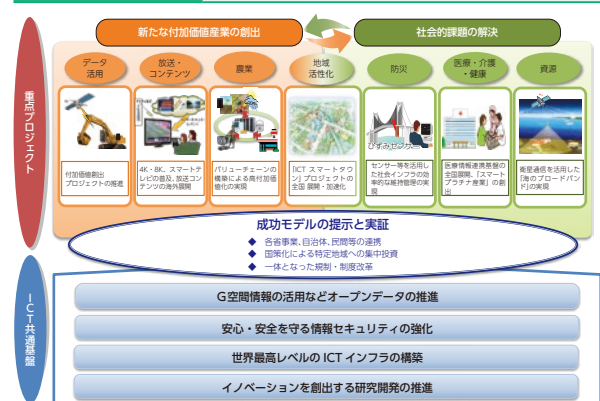 新たな付加価値産業の創出
社会的課題の解決
重点プロジェクト
データ
活用
放送・
コンテンツ
農業
地域
活性化
防災
医療・介護
・健康
資源
ひずみセンサー
付加価値創出
プロジェクトの推進
4K・8K、スマートテ
レビの普及、放送コン
テンツの海外展開
バリューチェーンの
構築による高付加価
値化の実現
「ICT スマートタウ
ン」プロジェクトの
全国 展開・加速化
センサー等を活用し
た社会インフラの効
率的な維持管理の実
現
医療情報連携基盤の
全国展開、「スマート
プラチナ産業」の創
出
衛星通信を活用した
「海のブロードバン
ド」の実現
成功モデルの提示と実証
◆ 各省事業、自治体、民間等の連携
◆ 国策化による特定地域への集中投資
◆ 一体となった規制・制度改革
ICT共通基盤
G空間情報の活用などオープンデータの推進
安心・安全を守る情報セキュリティの強化
世界最高レベルの ICT インフラの構築
イノベーションを創出する研究開発の推進